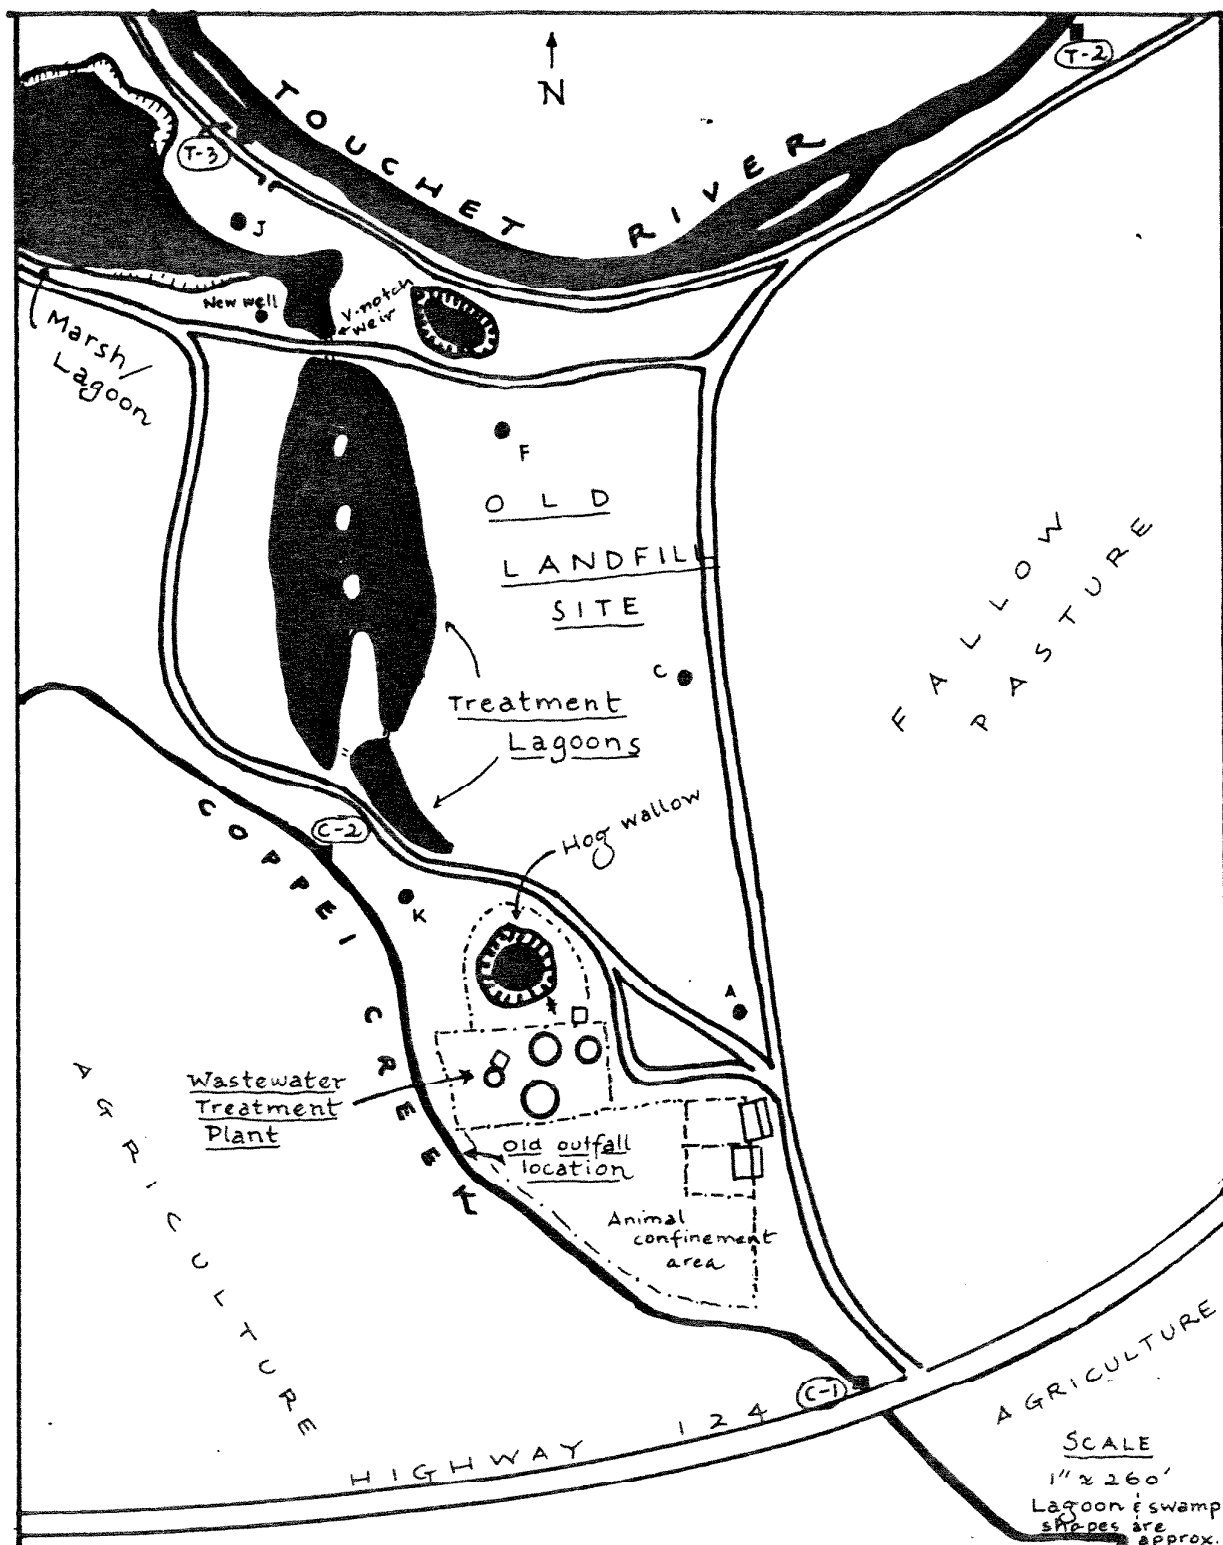 N
T-2
TOUCHET RIVER
T-3
J
New well
V-notch
weir
Marsh/
Lagoon
F
OLD
LANDFILL
SITE
FALLOW
PASTURE
C
Treatment
Lagoons
C-2
Hog wallow
K
COPPEI CREEK
A
Wastewater
Treatment
Plant
Old outfall
location
Animal
confinement
area
AGRICULTURE
C-1
HIGHWAY 124
AGRICULTURE
SCALE
1" ≈ 260'
Lagoon & swamp
shapes are
approx.